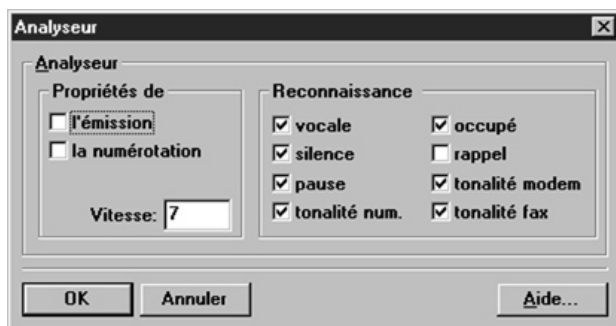 Analyseur
Analyseur
Propriétés de
l'émission
la numérotation
Vitesse: 7
Reconnaissance
vocale
occupé
silence
rappel
pause
tonalité modem
tonalité num.
tonalité fax
OK
Annuler
Aide...